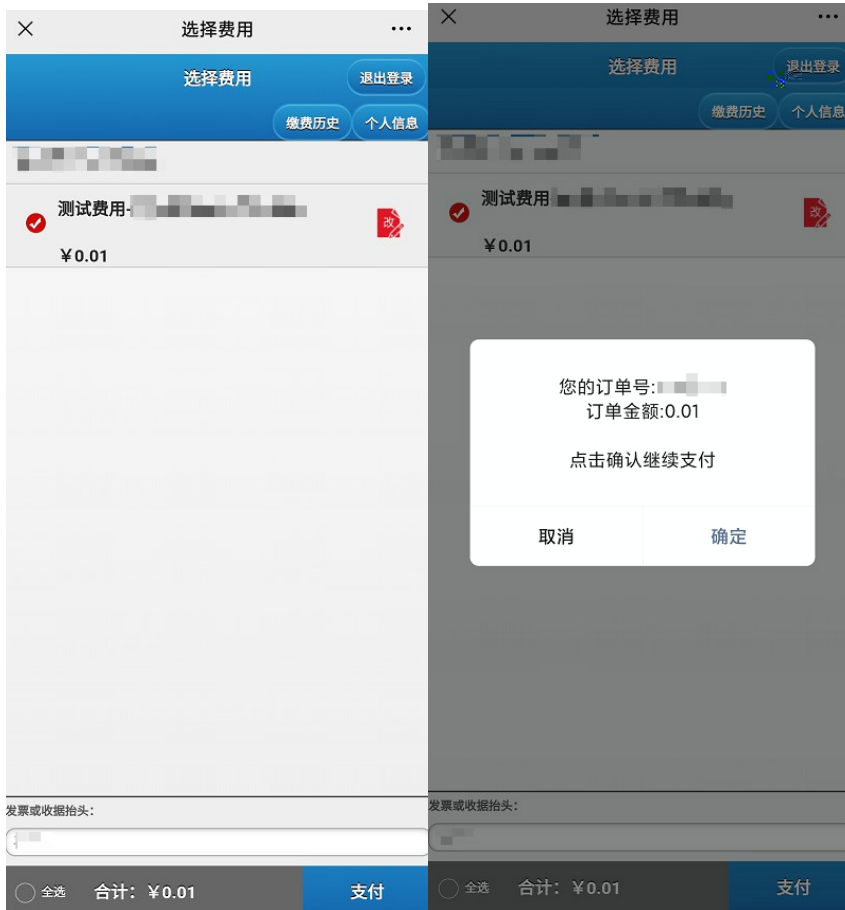 选择费用
选择费用
退出登录
缴费历史
个人信息
测试费用-
改
￥0.01
发票或收据抬头:
全选
合计: ￥0.01
支付
选择费用
选择费用
退出登录
缴费历史
个人信息
测试费用
改
￥0.01
您的订单号:
订单金额:0.01
点击确认继续支付
取消
确定
发票或收据抬头:
全选
合计: ￥0.01
支付